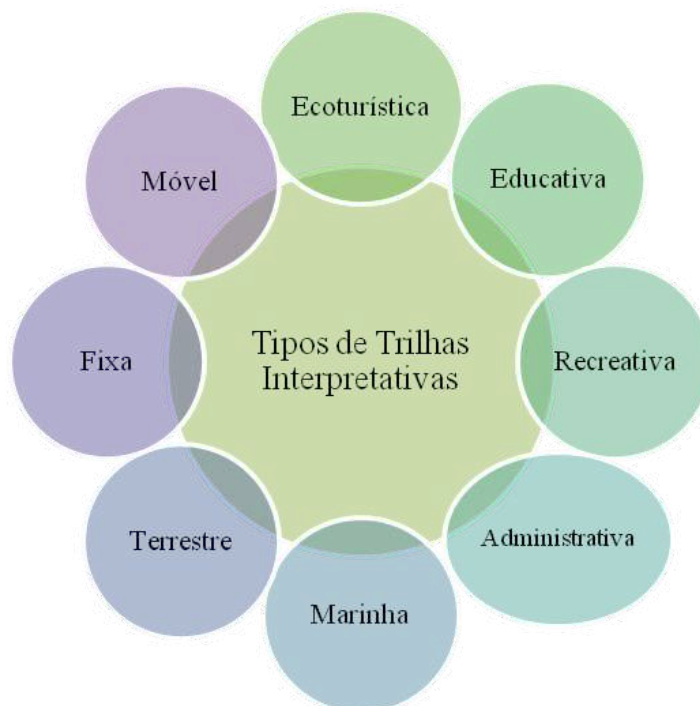 Ecoturística
Educativa
Recreativa
Administrativa
Marinha
Terrestre
Fixa
Móvel
Tipos de Trilhas
Interpretativas